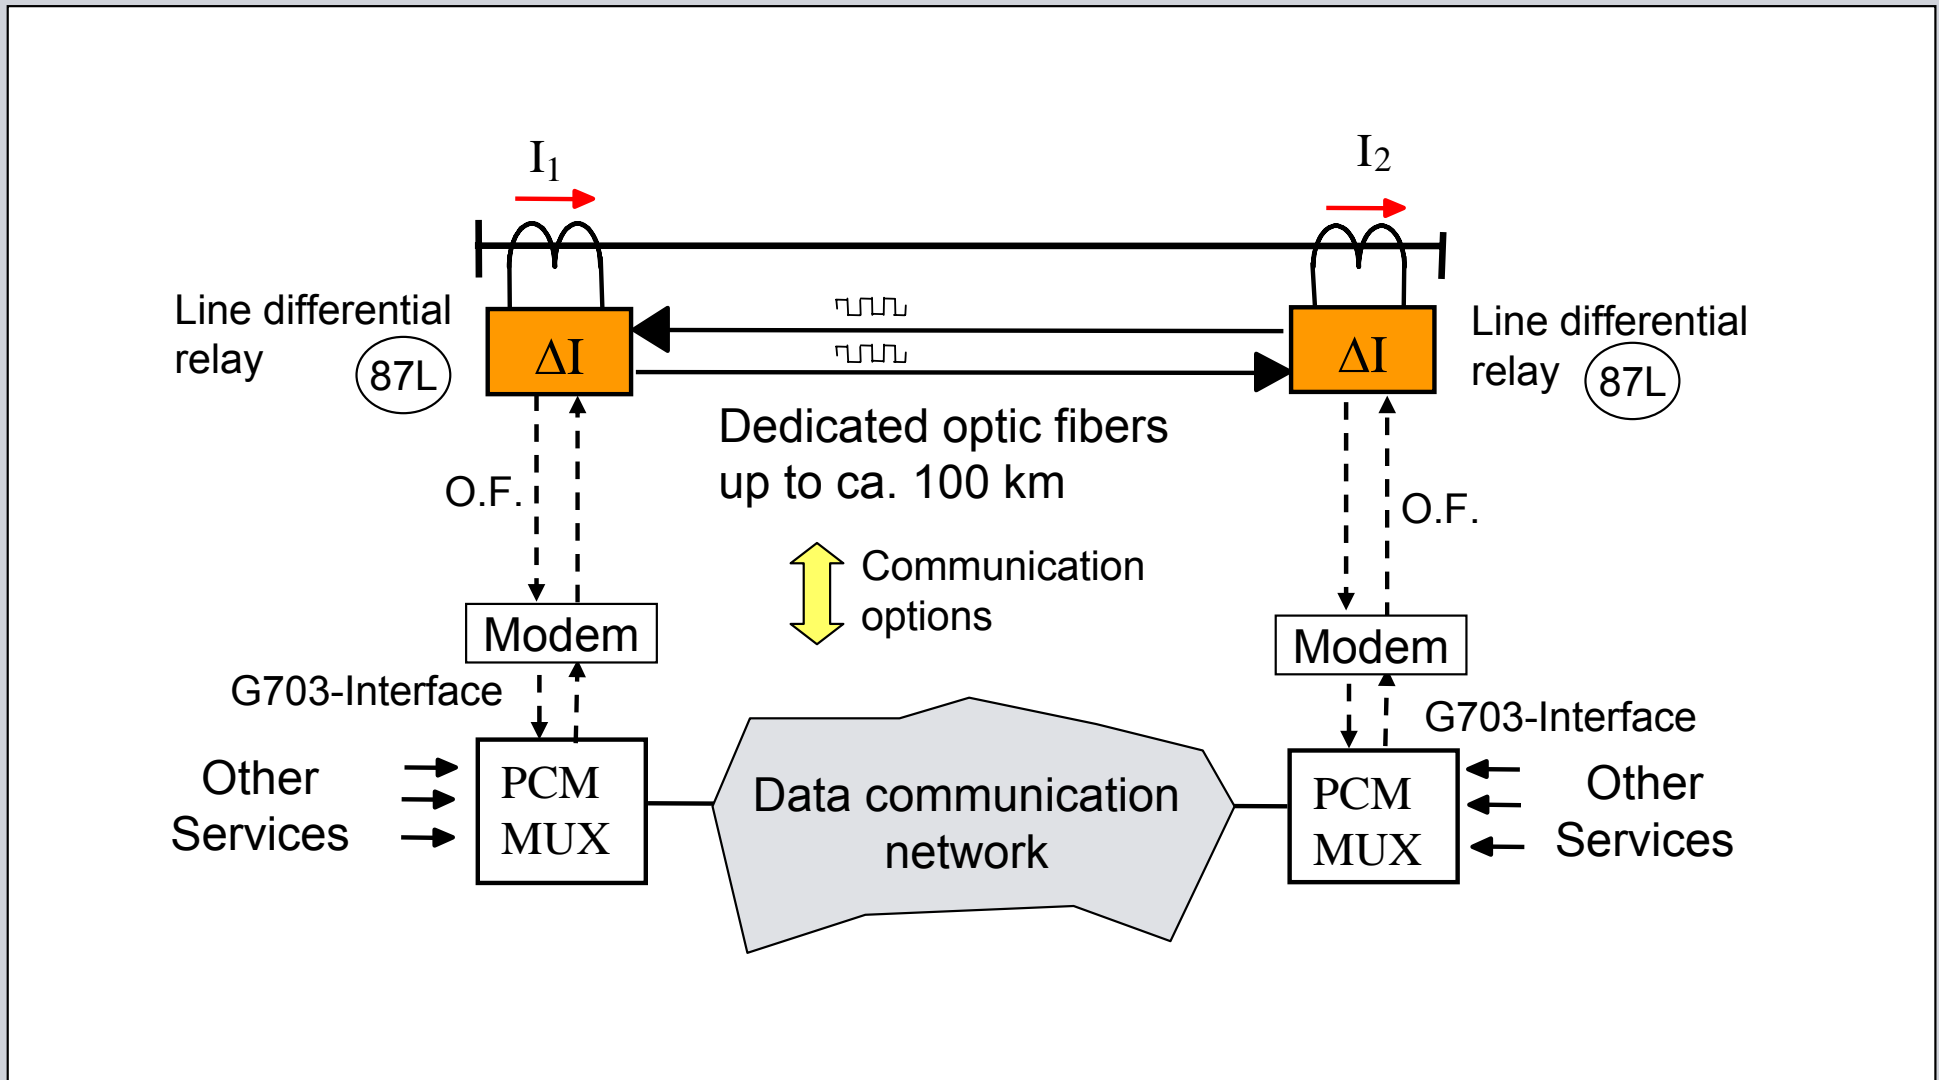 I1
I2
Line differential
relay
87L
ΔI
ΔI
Line differential
relay
87L
Dedicated optic fibers
up to ca. 100 km
O.F.
O.F.
Communication
options
Modem
Modem
G703-Interface
G703-Interface
Other
Services
PCM
MUX
Data communication
network
PCM
MUX
Other
Services